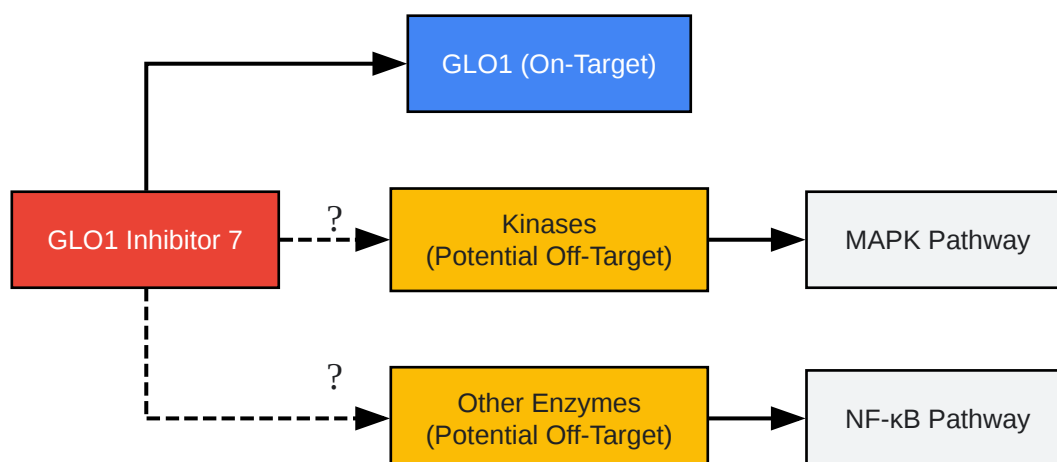 GLO1 (On-Target)
GLO1 Inhibitor 7
?
Kinases
(Potential Off-Target)
MAPK Pathway
?
Other Enzymes
(Potential Off-Target)
NF-κB Pathway